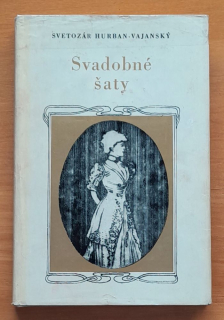 SVETOZÁR HURBAN-VAJANSKÝ
Svadobné
šaty